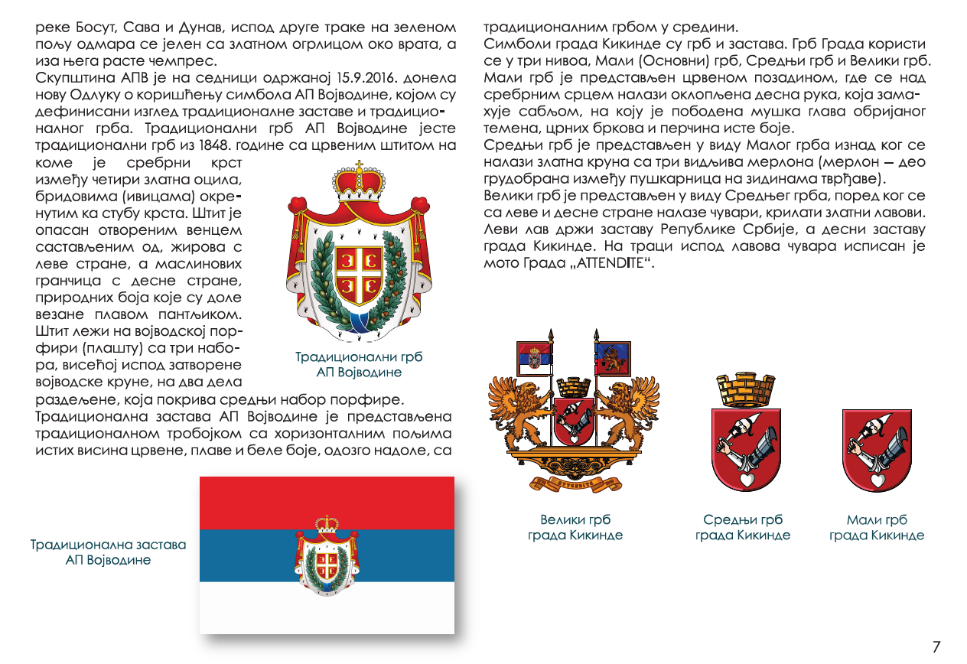 реке Босут, Сава и Дунав, испод друге траке на зеленом
пољу одмара се јелен са златном огрлицом око врата, а
иза њега расте чемпрес.
Скупштина АПВ је на седници одржаној 15.9.2016. донела
нову Одлуку о коришћењу симбола АП Војводине, којом су
дефинисани изглед традиционалне заставе и традицио-
налног грба. Традиционални грб АП Војводине јесте
традиционални грб из 1848. године са црвеним штитом на
коме је сребрни крст
између четири златна оцила,
бридовима (ивицама) окре-
нутим ка стубу крста. Штит је
опасан отвореним венцем
састављеним од, жирова с
леве стране, а маслинових
гранчица с десне стране,
природних боја које су доле
везане плавом пантљиком.
Штит лежи на војводској пор-
фири (плашту) са три набо-
ра, висећој испод затворене
војводске круне, на два дела
раздељене, која покрива средњи набор порфире.
Традиционална застава АП Војводине је представљена
традиционалном тробојком са хоризонталним пољима
истих висина црвене, плаве и беле боје, одозго надоле, са
Традиционални грб
АП Војводине
Традиционална застава
АП Војводине
традиционалним грбом у средини.
Симболи града Кикинде су грб и застава. Грб Града користи
се у три нивоа, Мали (Основни) грб, Средњи грб и Велики грб.
Мали грб је представљен црвеном позадином, где се над
сребрним срцем налази оклопљена десна рука, која зама-
хује сабљом, на коју је пободена мушка глава обријаног
темена, црних бркова и перчина исте боје.
Средњи грб је представљен у виду Малог грба изнад ког се
налази златна круна са три видљива мерлона (мерлон – део
грудобрана између пушкарница на зидинама тврђаве).
Велики грб је представљен у виду Средњег грба, поред ког се
са леве и десне стране налазе чувари, крилати златни лавови.
Леви лав држи заставу Републике Србије, а десни заставу
града Кикинде. На траци испод лавова чувара исписан је
мото Града „ATTENDITE“.
ATTENDITE
Велики грб
града Кикинде
Средњи грб
града Кикинде
Мали грб
града Кикинде
7